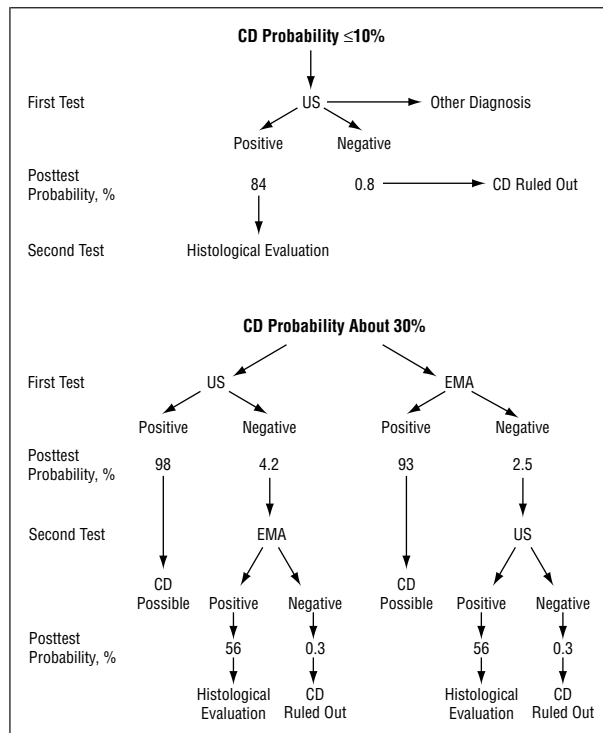 CD Probability ≤10%
First Test US Other Diagnosis
Positive Negative
Posttest
Probability, % 84 0.8 CD Ruled Out
Second Test Histological Evaluation
CD Probability About 30%
First Test US EMA
Positive Negative Positive Negative
Posttest
Probability, % 98 4.2 93 2.5
Second Test EMA US
CD
Possible Positive Negative CD
Possible Positive Negative
Posttest
Probability, % 56 0.3 56 0.3
Histological
Evaluation CD
Ruled Out Histological
Evaluation CD
Ruled Out